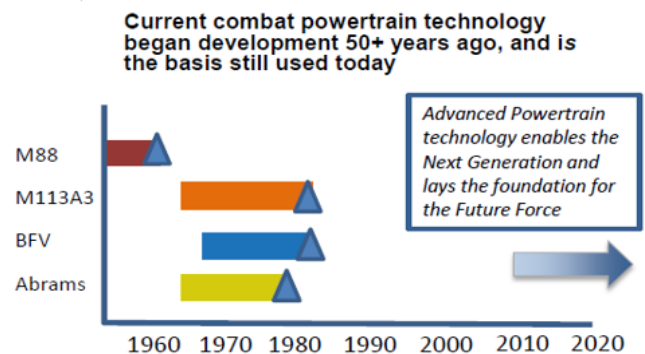 Current combat powertrain technology
began development 50+ years ago, and is
the basis still used today
Advanced Powertrain
technology enables the
Next Generation and
lays the foundation for
the Future Force
M88
M113A3
BFV
Abrams
1960 1970 1980 1990 2000 2010 2020